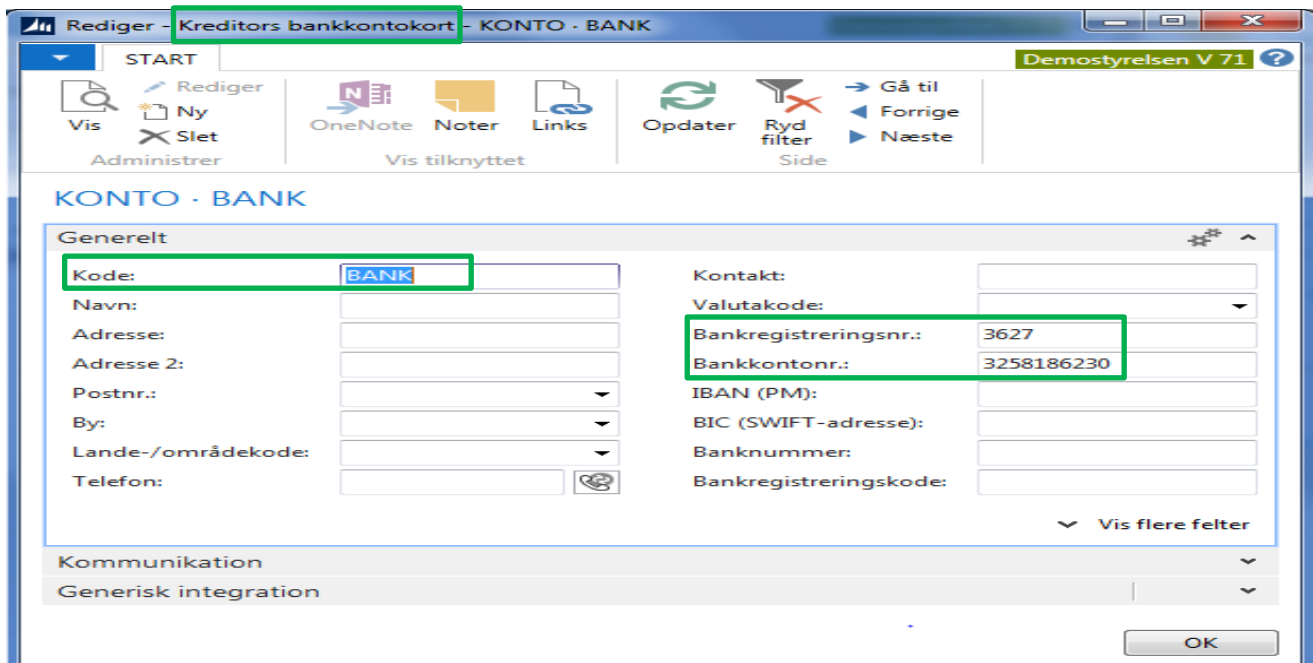 Rediger - Kreditors bankkontokort - KONTO · BANK
START
Demostyrelsen V 71 ?
Vis
Rediger
Ny
Slet
Administrer
N
OneNote
Noter
Links
Vis tilknyttet
Opdater
Ryd filter
Gå til
Forrige
Næste
Side
KONTO · BANK
Generelt
Kode: BANK
Navn:
Adresse:
Adresse 2:
Postnr.:
By:
Lande-/områdekode:
Telefon:
Kontakt:
Valutakode:
Bankregistreringsnr.: 3627
Bankkontonr.: 3258186230
IBAN (PM):
BIC (SWIFT-adresse):
Banknummer:
Bankregistreringskode:
Vis flere felter
Kommunikation
Generisk integration
OK